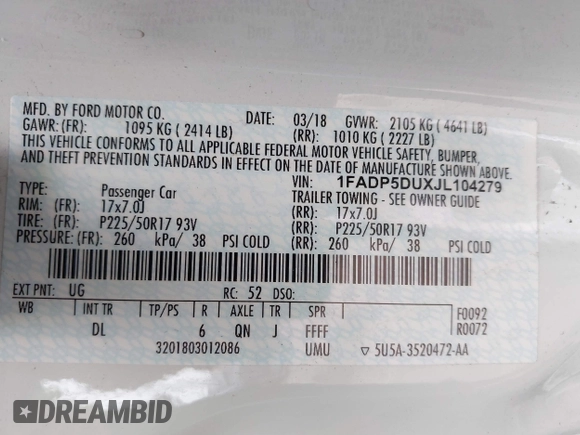 MFD. BY FORD MOTOR CO. DATE: 03/18 GVWR: 2105 KG ( 4641 LB)
GAWR: (FR): 1095 KG ( 2414 LB) (RR): 1010 KG ( 2227 LB)
THIS VEHICLE CONFORMS TO ALL APPLICABLE FEDERAL MOTOR VEHICLE SAFETY, BUMPER,
AND THEFT PREVENTION STANDARDS IN EFFECT ON THE DATE OF MANUFACTURE SHOWN ABOVE.
VIN: 1FADP5DUXJL104279
TYPE: Passenger Car TRAILER TOWING - SEE OWNER GUIDE
RIM: (FR) 17x7.0J (RR): 17x7.0J
TIRE: (FR) P225/50R17 93V (RR): P225/50R17 93V
PRESSURE: (FR) 260 kPa/ 38 PSI COLD (RR): 260 kPa/ 38 PSI COLD
EXT PNT: UG RC: 52 DSO:
WB INT TR TP/PS R AXLE TR SPR F0092
DL 6 QN J FFFF R0072
3201803012086 UMU 5U5A-3520472-AA
DREAMBID